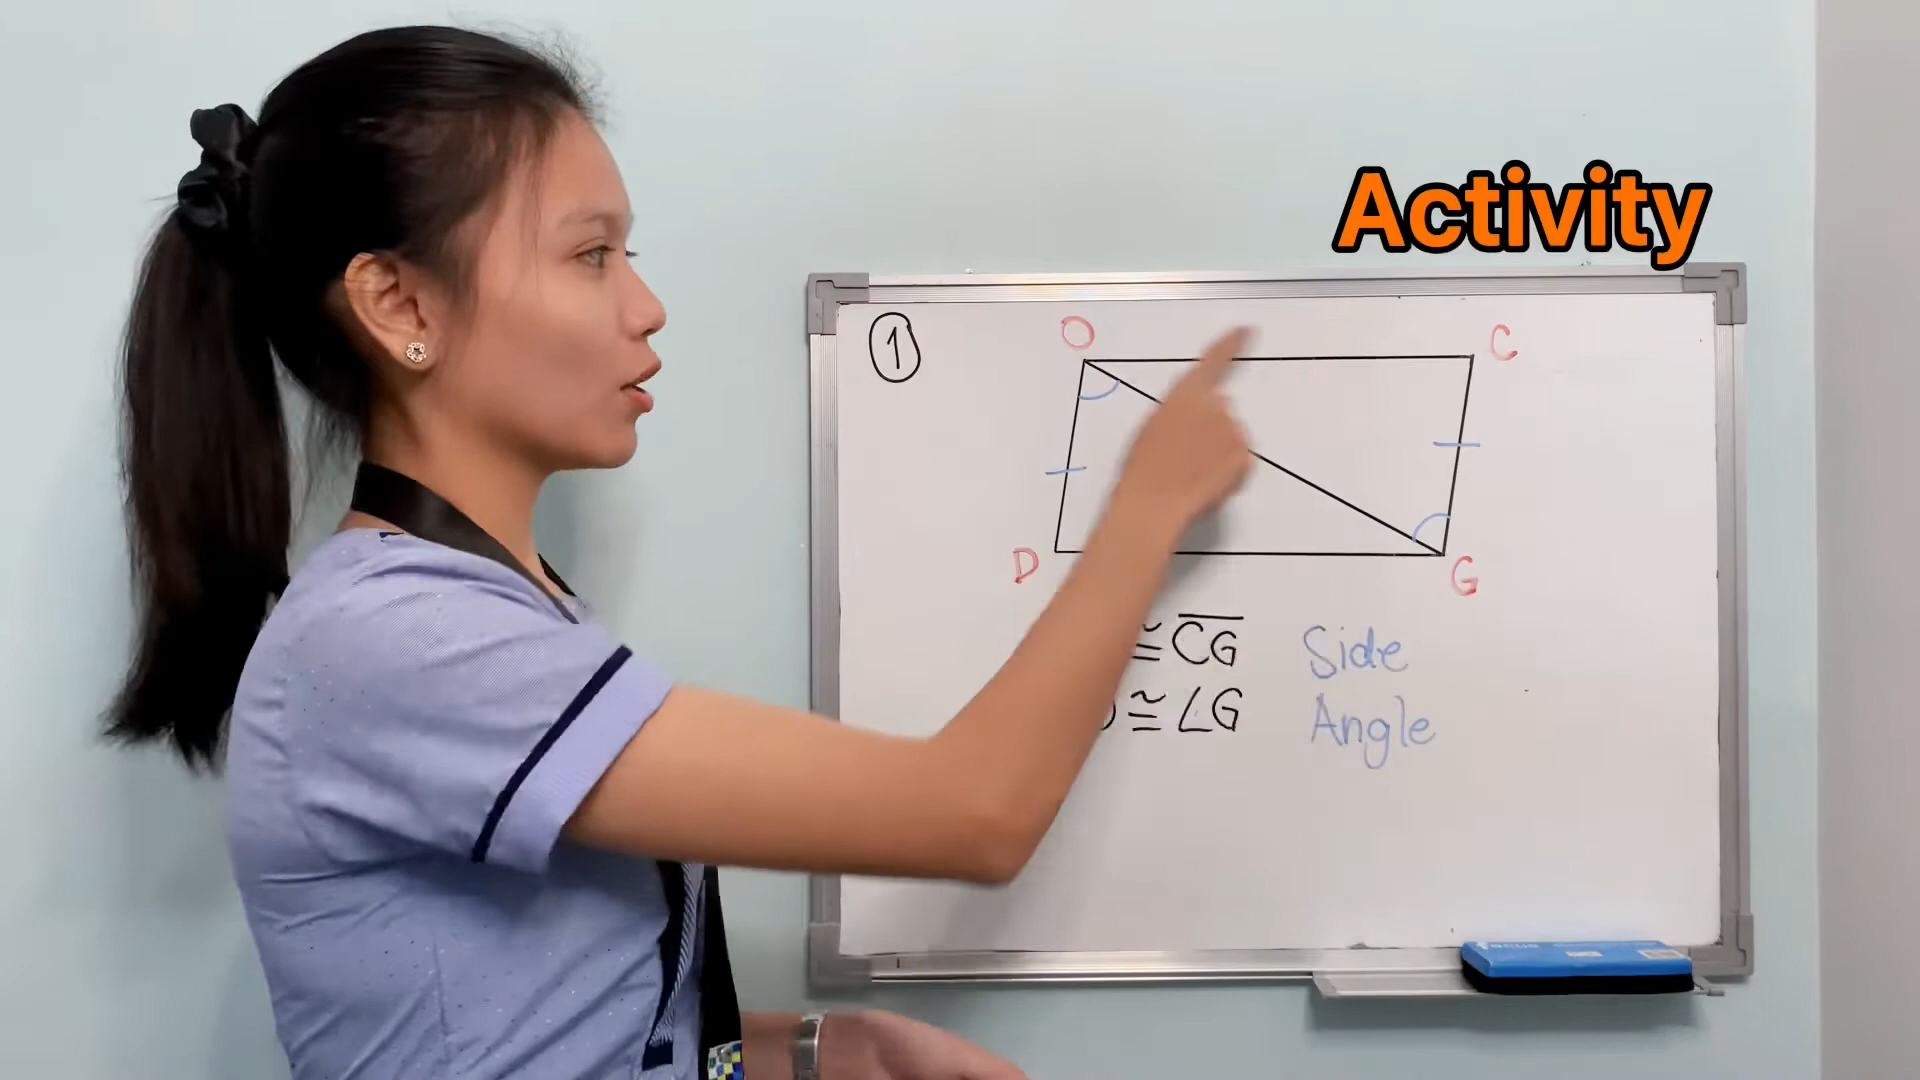 Activity
1
O
C
D
G
≅ CG Side
≅ ∠G Angle